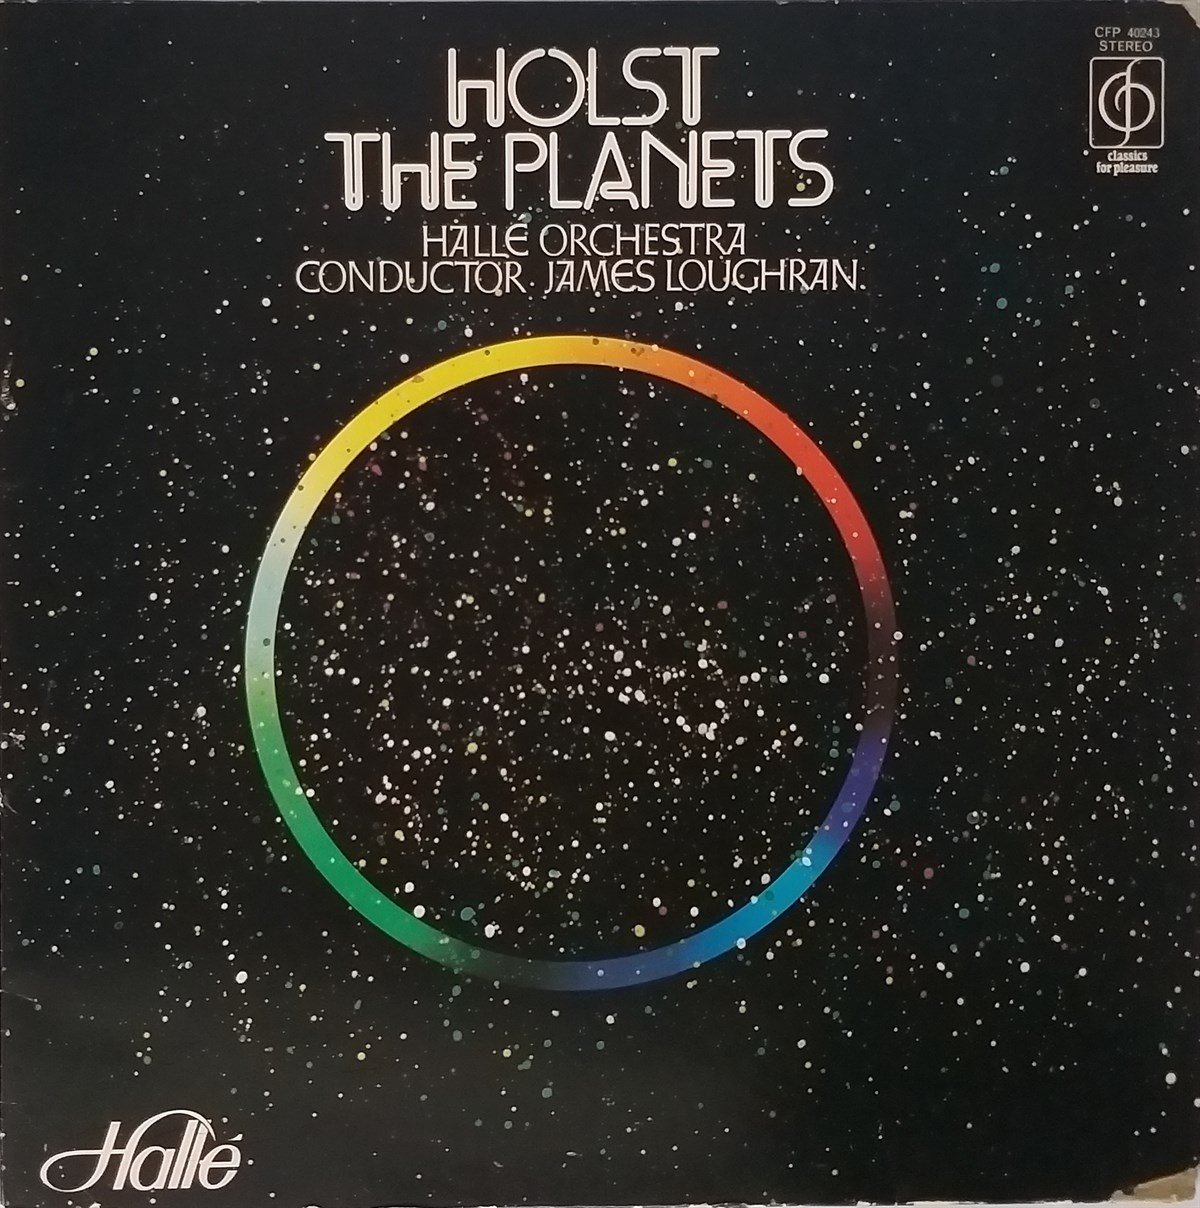 CFP 40243
STEREO
classics
for pleasure
HOLST
THE PLANETS
HALLÉ ORCHESTRA
CONDUCTOR JAMES LOUGHRAN
Hallé